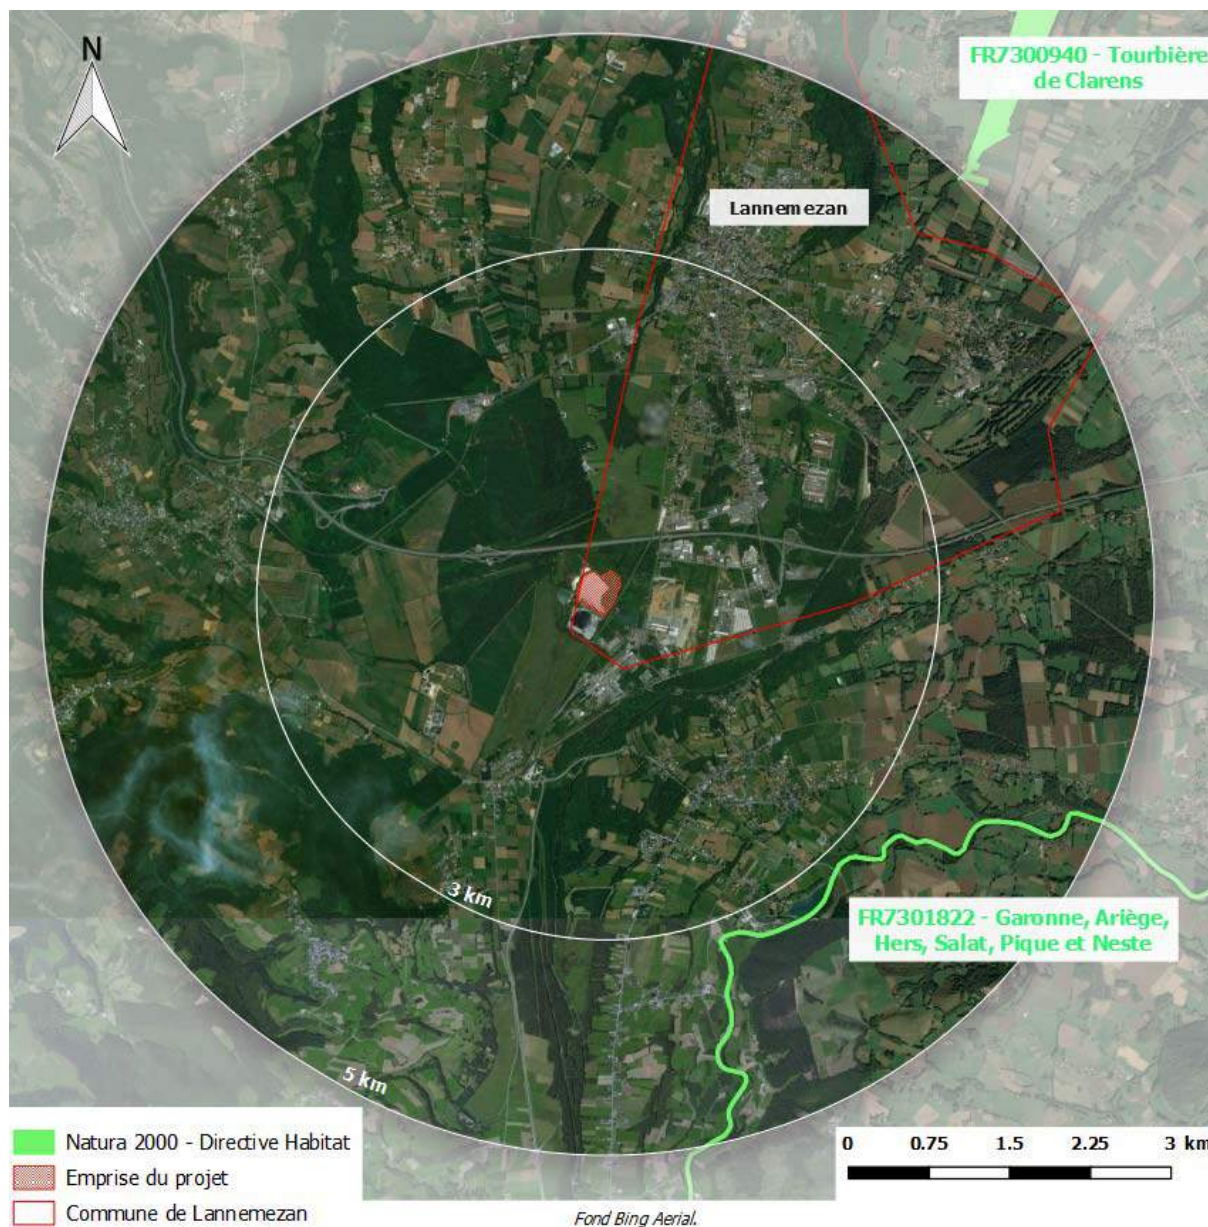 N
FR7300940 - Tourbière
de Clarens
Lannemezan
3 km
FR7301822 - Garonne, Ariège,
Hers, Salat, Pique et Neste
5 km
Natura 2000 - Directive Habitat
Emprise du projet
Commune de Lannemezan
0 0.75 1.5 2.25 3 km
Fond Bing Aerial.